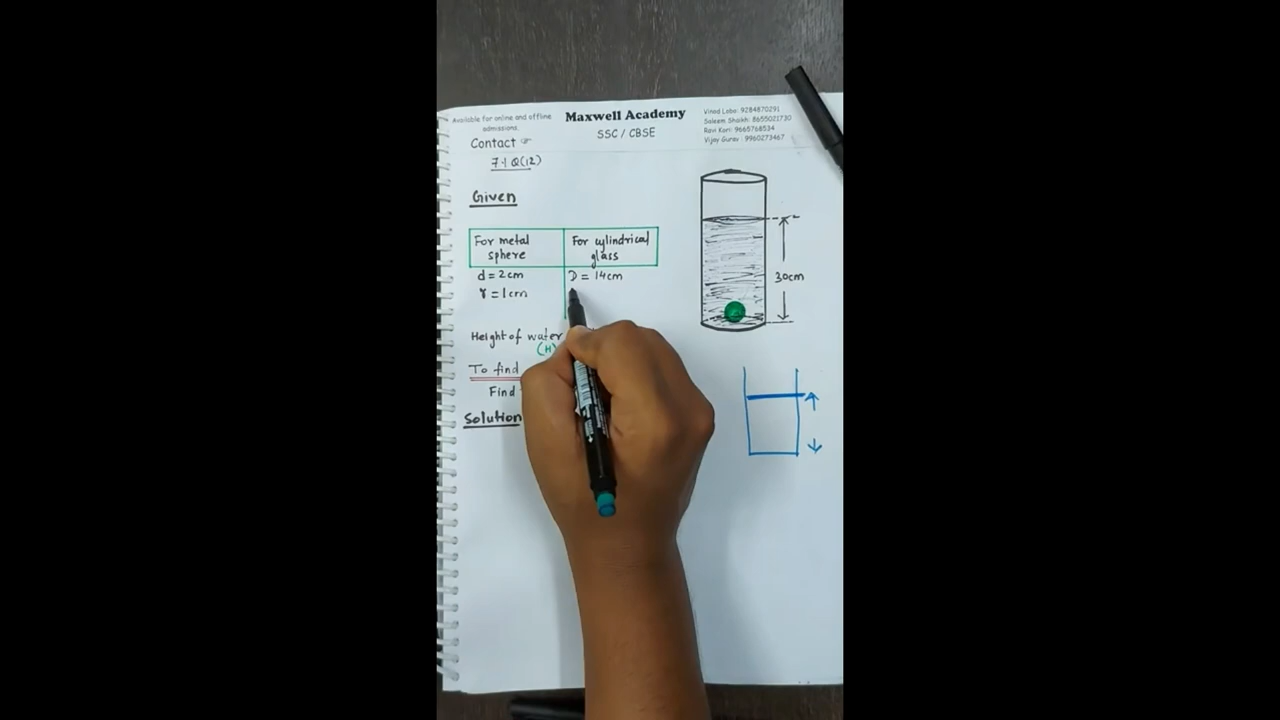 Available for online and offline
admissions.
Contact ☞
Maxwell Academy
SSC / CBSE
Vinod Lobo: 9284870291
Saleem Shaikh: 8655021730
Ravi Kori: 9665768534
Vijay Gurav : 9960273467
7.1 Q(12)
Given
For metal
sphere
For cylindrical
glass
d = 2cm
D = 14cm
r = 1cm
Height of water
(H)
To find
Find
Solution
30cm